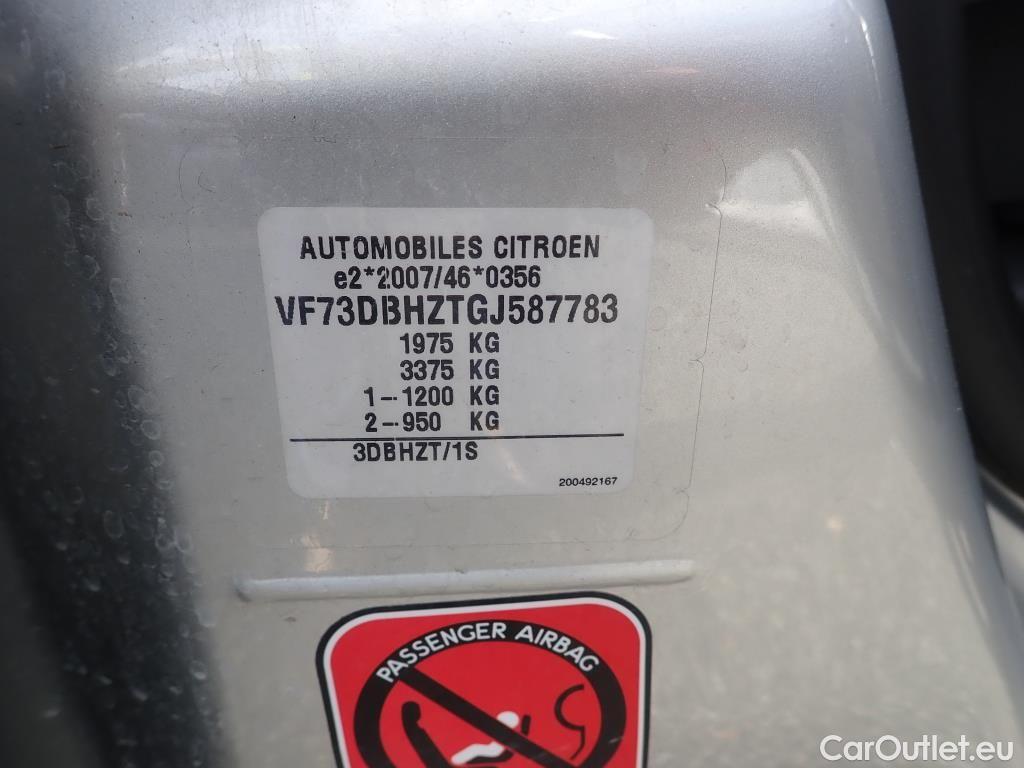 AUTOMOBILES CITROEN
e2*2007/46*0356
VF73DBHZTGJ587783
1975 KG
3375 KG
1--1200 KG
2--950 KG
3DBHZT/1S
200492167
PASSENGER AIRBAG
CarOutlet.eu